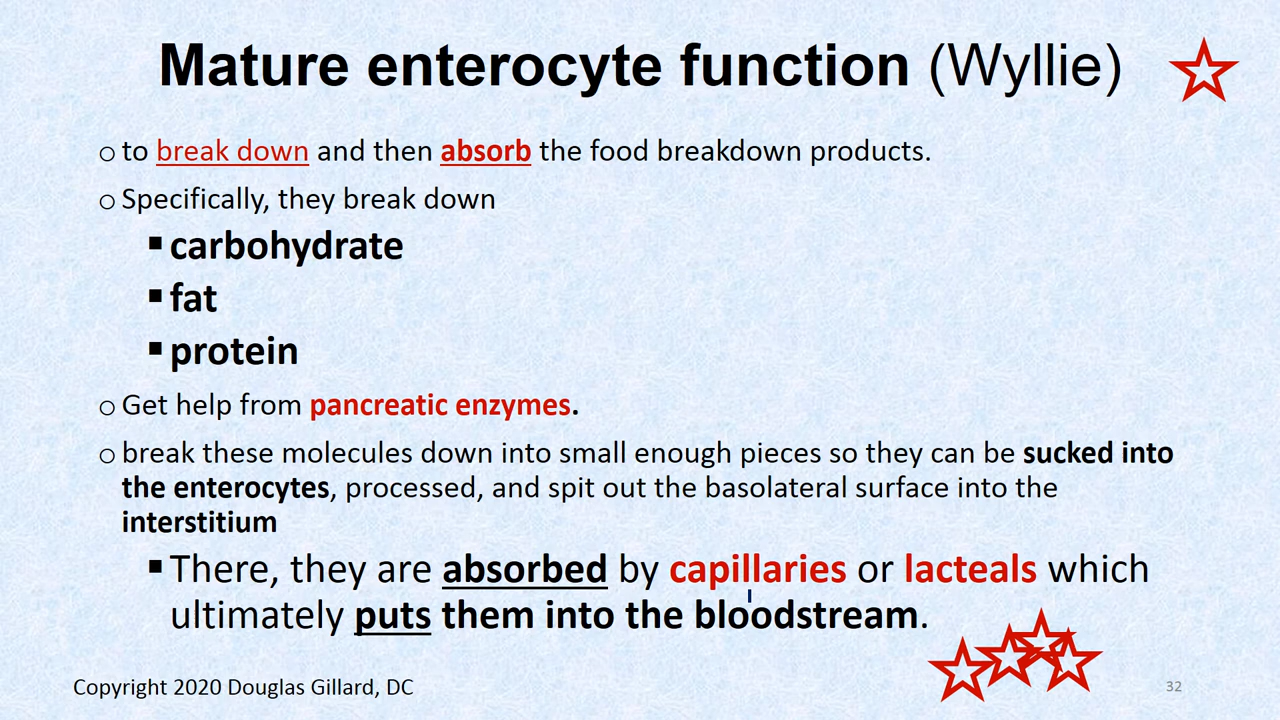 Mature enterocyte function (Wyllie)
to break down and then absorb the food breakdown products.
Specifically, they break down
carbohydrate
fat
protein
Get help from pancreatic enzymes.
break these molecules down into small enough pieces so they can be sucked into
the enterocytes, processed, and spit out the basolateral surface into the
interstitium
There, they are absorbed by capillaries or lacteals which
ultimately puts them into the bloodstream.
Copyright 2020 Douglas Gillard, DC
32